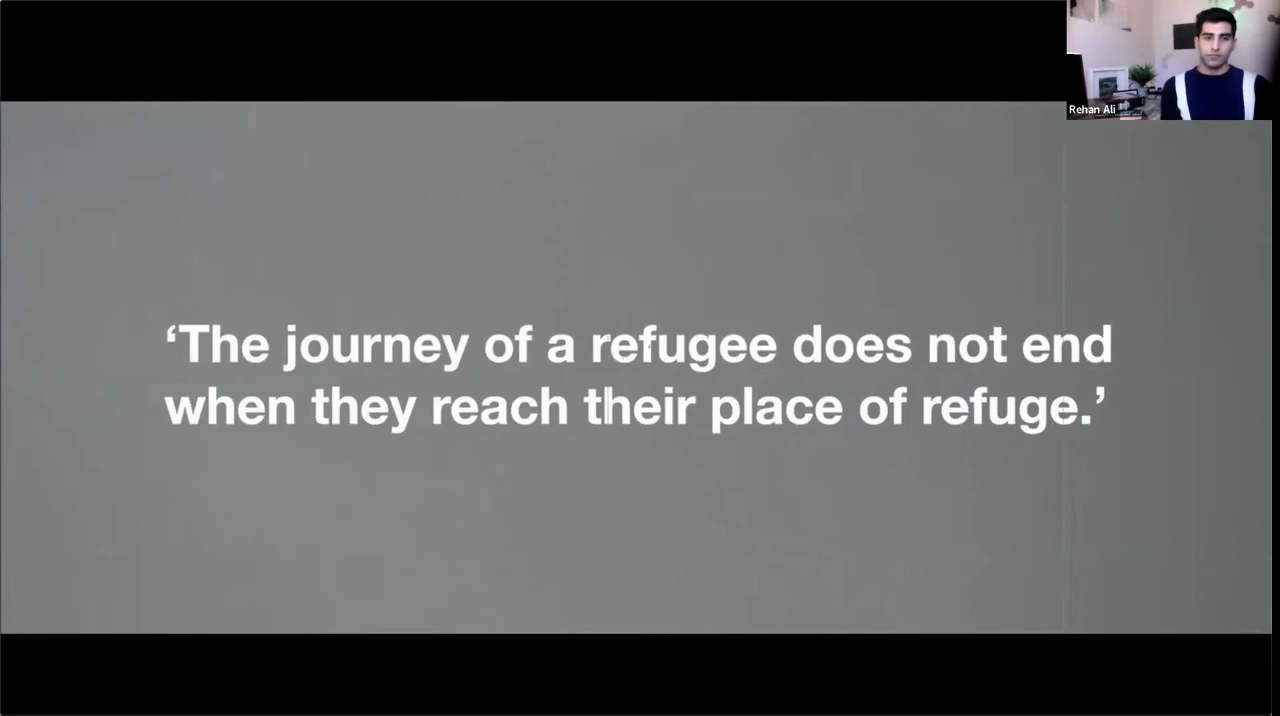 Rehan Ali
‘The journey of a refugee does not end
when they reach their place of refuge.’